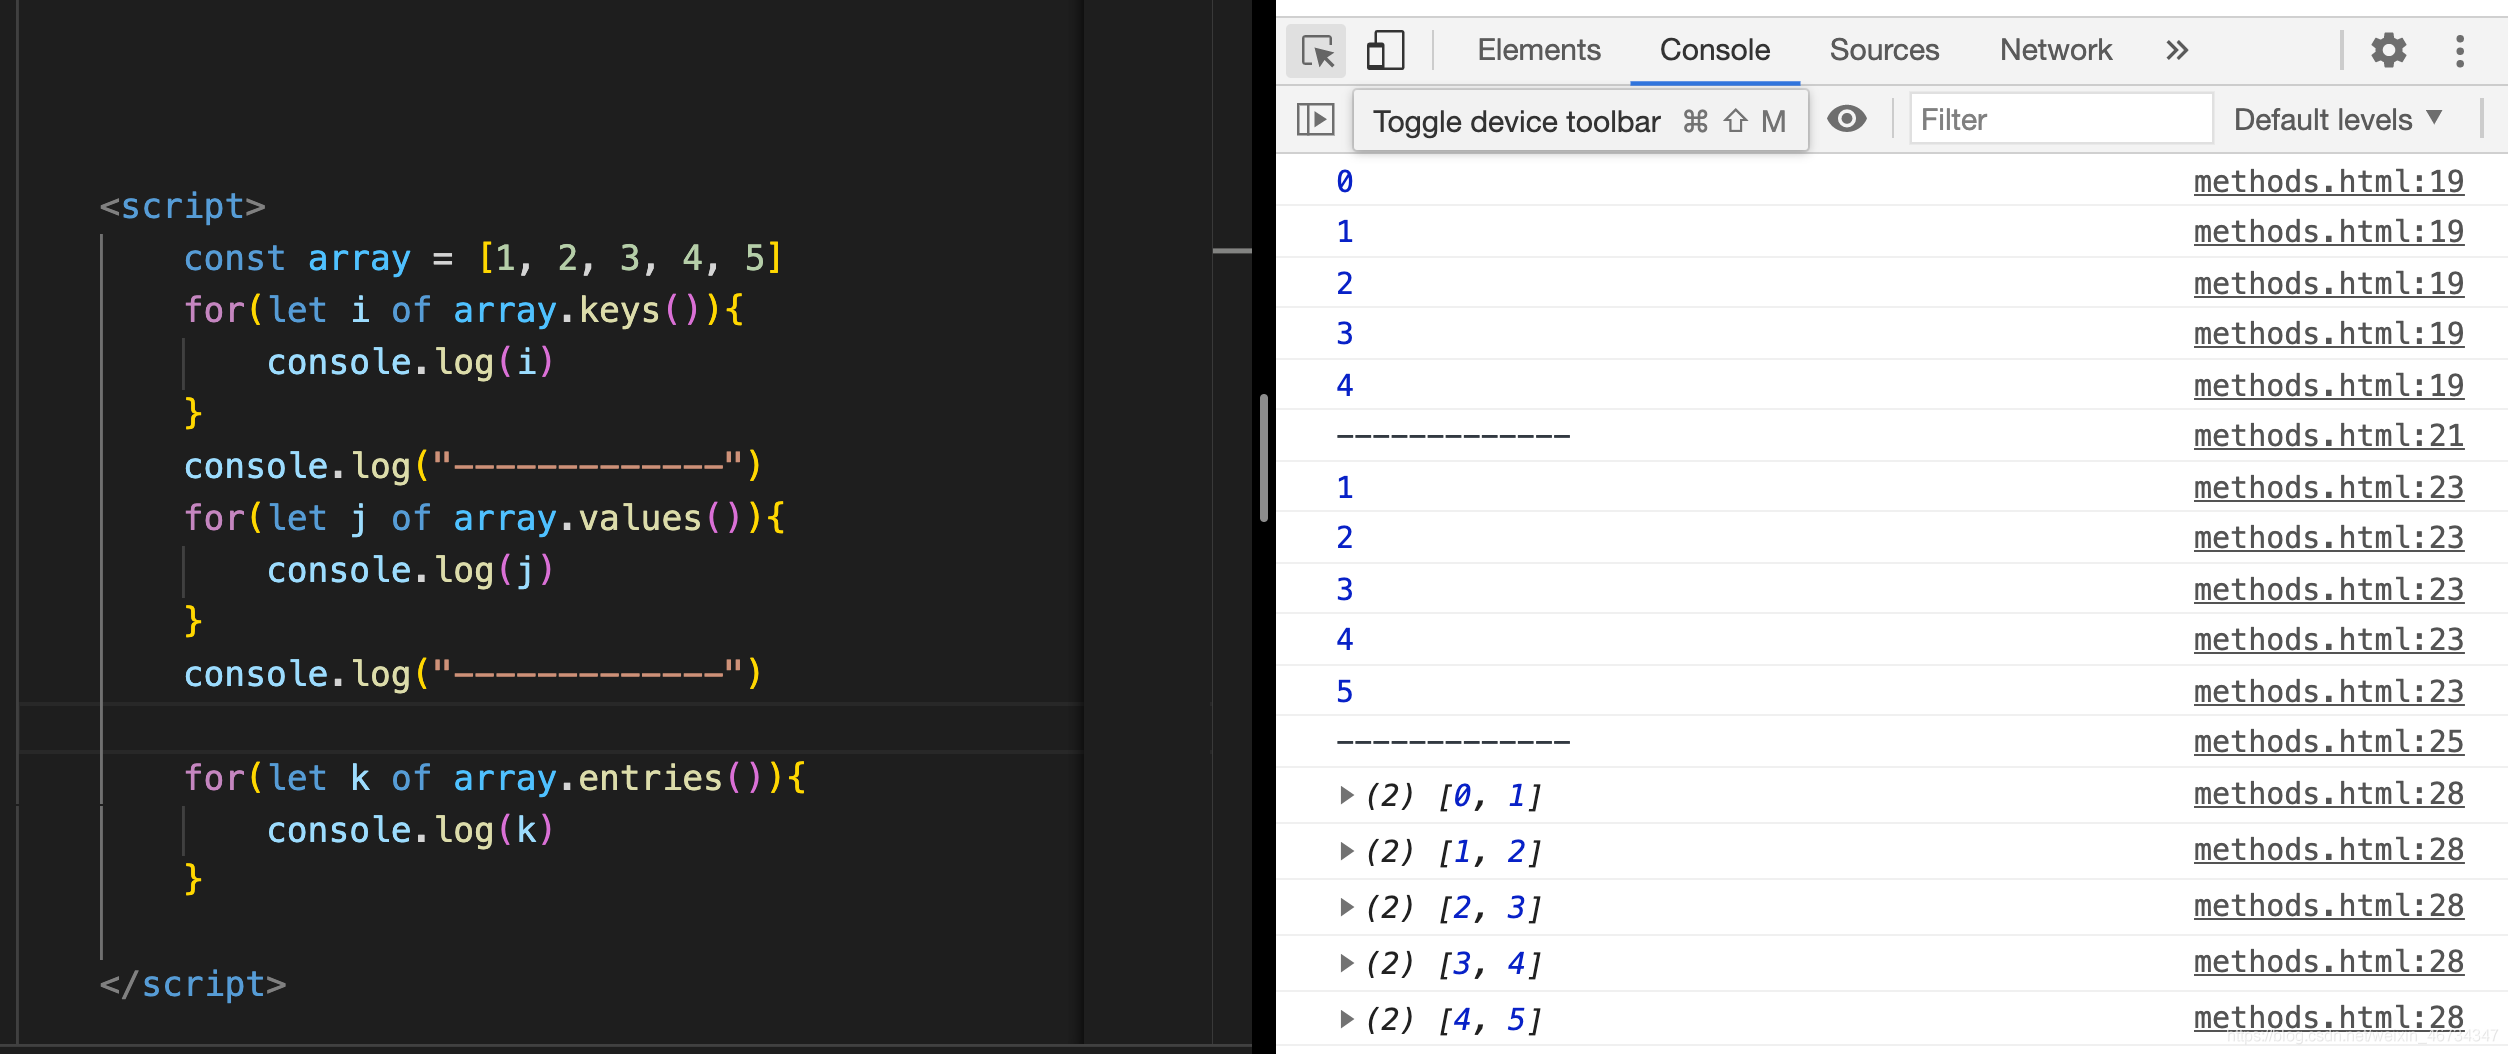 <script>
const array = [1, 2, 3, 4, 5]
for(let i of array.keys()){
console.log(i)
}
console.log("-------------")
for(let j of array.values()){
console.log(j)
}
console.log("-------------")
for(let k of array.entries()){
console.log(k)
}
</script>
Elements Console Sources Network
Toggle device toolbar ⌘ ⇧ M Filter Default levels ▼
0 methods.html:19
1 methods.html:19
2 methods.html:19
3 methods.html:19
4 methods.html:19
------------- methods.html:21
1 methods.html:23
2 methods.html:23
3 methods.html:23
4 methods.html:23
5 methods.html:23
------------- methods.html:25
▶ (2) [0, 1] methods.html:28
▶ (2) [1, 2] methods.html:28
▶ (2) [2, 3] methods.html:28
▶ (2) [3, 4] methods.html:28
▶ (2) [4, 5] methods.html:28
https://blog.csdn.net/weixin_46734347